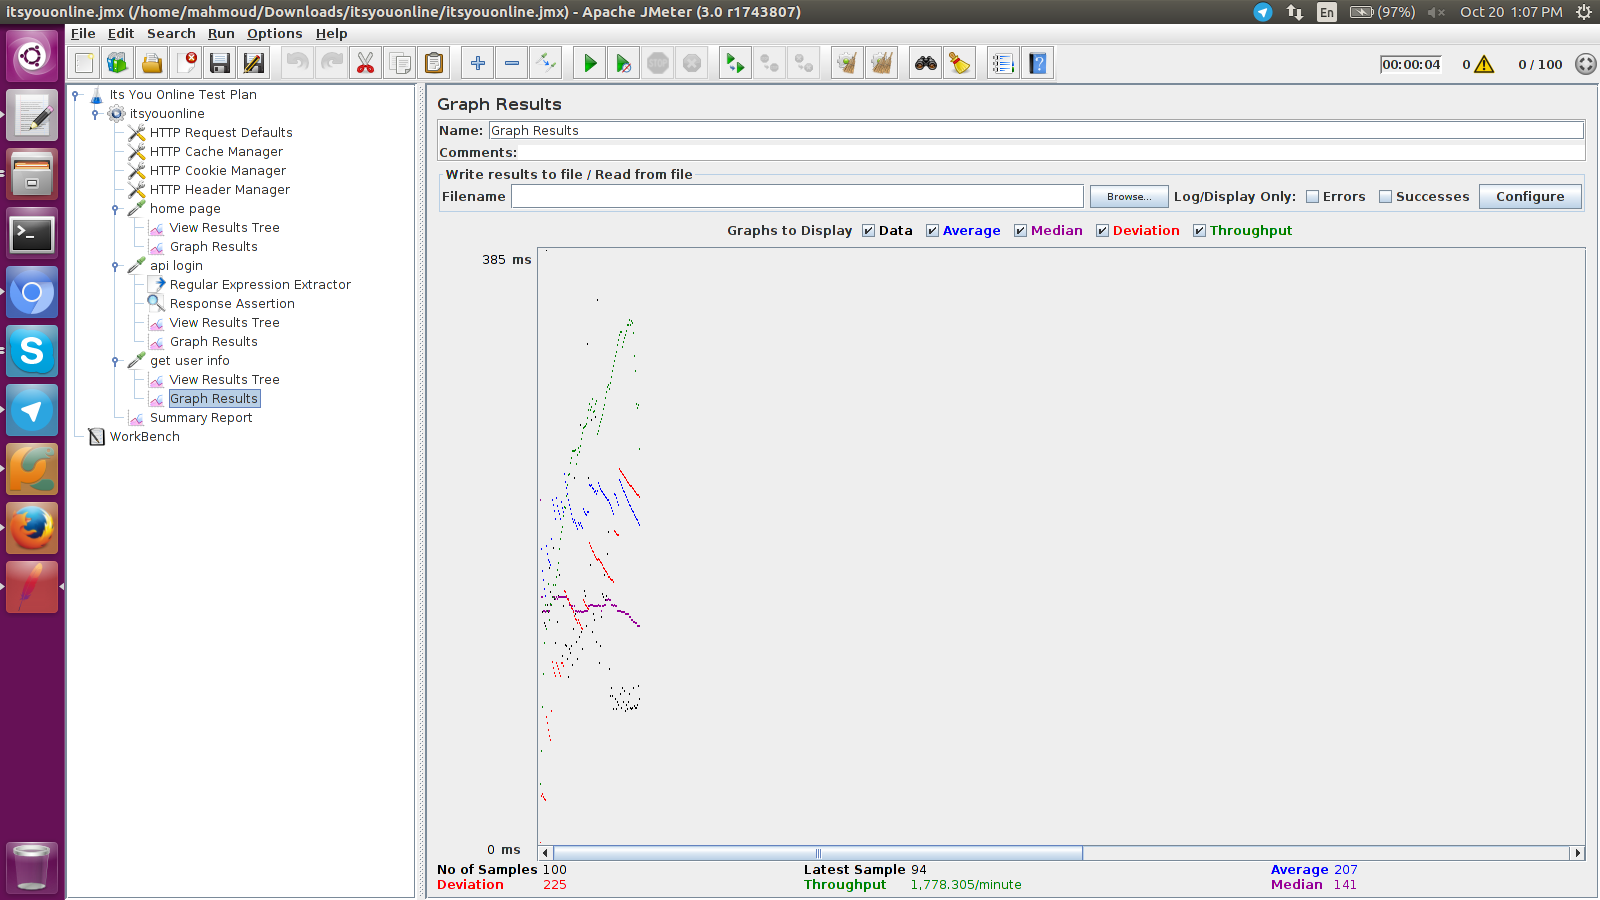 itsyouonline.jmx (/home/mahmoud/Downloads/itsyouonline/itsyouonline.jmx) - Apache JMeter (3.0 r1743807)
En (97%) Oct 20 1:07 PM
File Edit Search Run Options Help
STOP 00:00:04 0 0 / 100
Its You Online Test Plan
itsyouonline
HTTP Request Defaults
HTTP Cache Manager
HTTP Cookie Manager
HTTP Header Manager
home page
View Results Tree
Graph Results
api login
Regular Expression Extractor
Response Assertion
View Results Tree
Graph Results
get user info
View Results Tree
Graph Results
Summary Report
WorkBench
Graph Results
Name: Graph Results
Comments:
Write results to file / Read from file
Filename Browse... Log/Display Only: Errors Successes Configure
Graphs to Display Data Average Median Deviation Throughput
385 ms
0 ms
No of Samples 100 Latest Sample 94 Average 207
Deviation 225 Throughput 1,778.305/minute Median 141